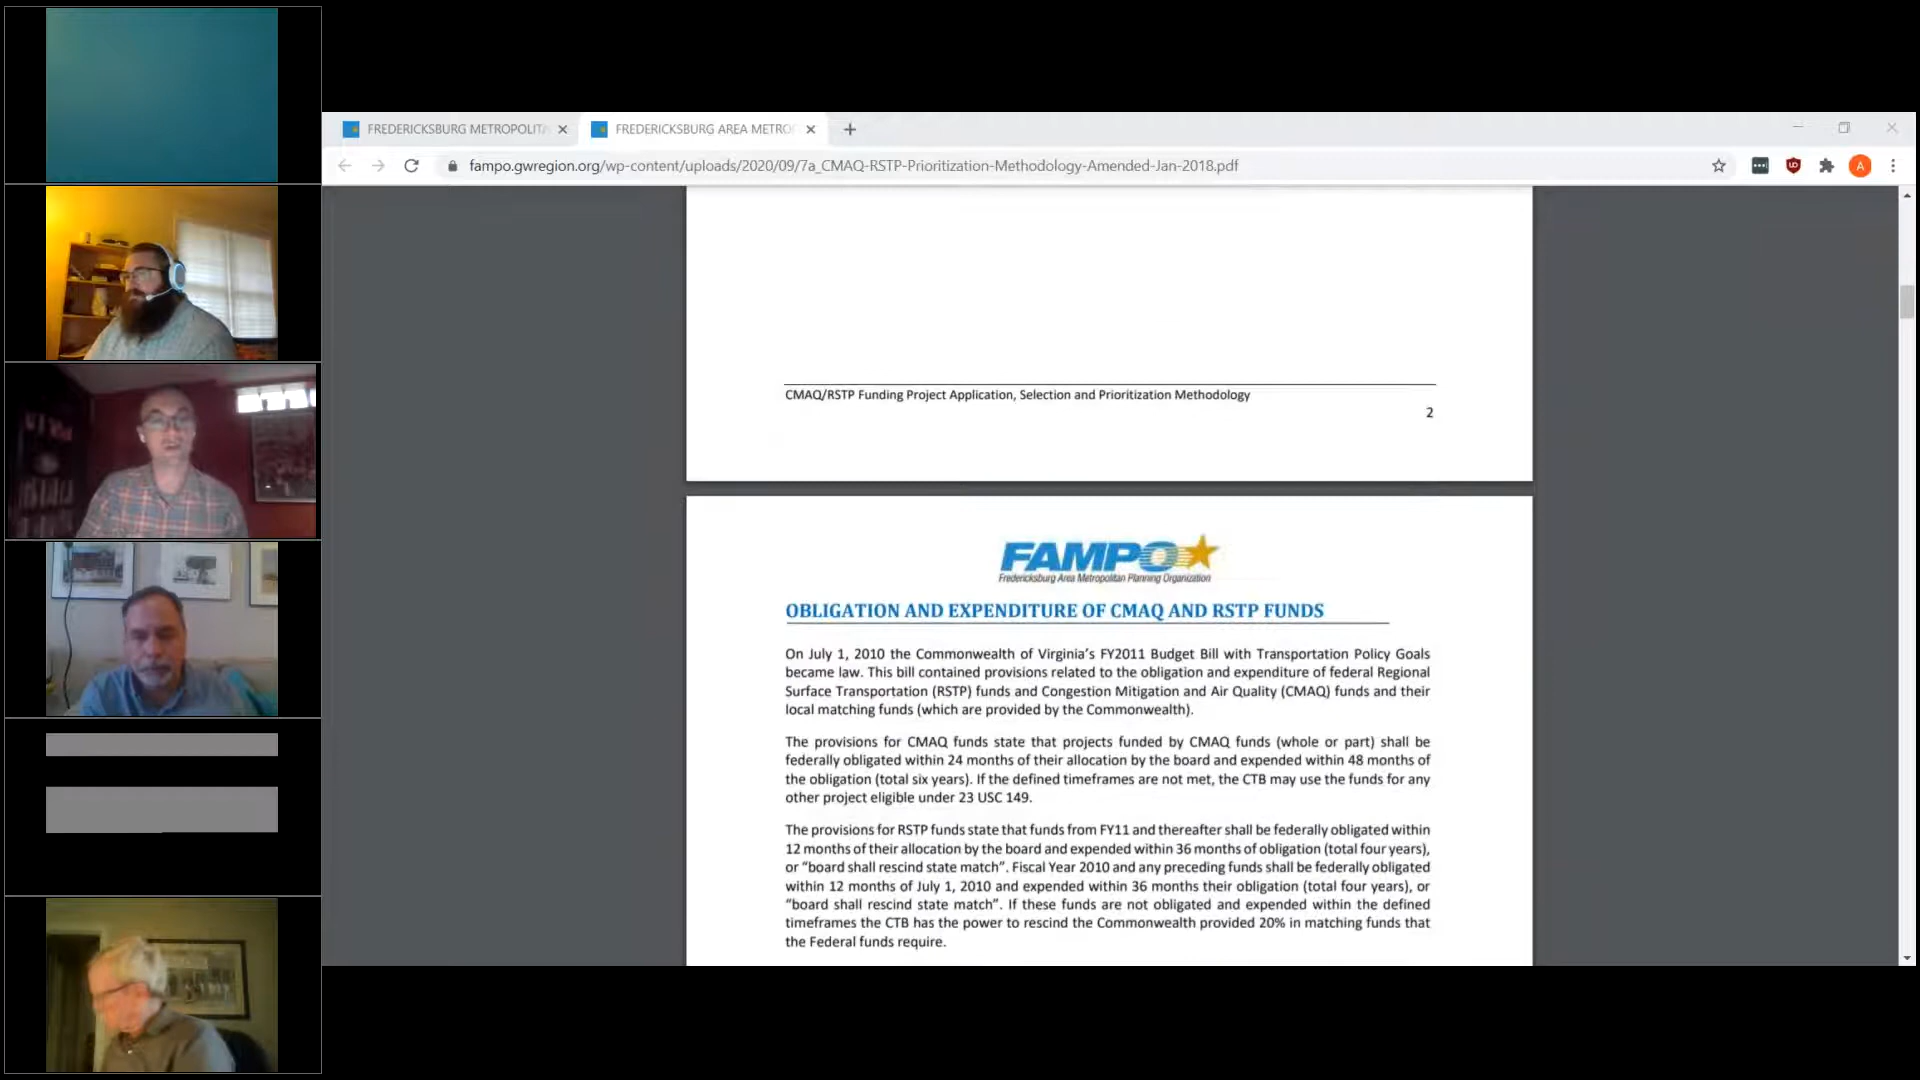 FREDERICKSBURG METROPOLIT
FREDERICKSBURG AREA METRO
fampo.gwregion.org/wp-content/uploads/2020/09/7a_CMAQ-RSTP-Prioritization-Methodology-Amended-Jan-2018.pdf
A
CMAQ/RSTP Funding Project Application, Selection and Prioritization Methodology
2
FAMPO
Fredericksburg Area Metropolitan Planning Organization
OBLIGATION AND EXPENDITURE OF CMAQ AND RSTP FUNDS
On July 1, 2010 the Commonwealth of Virginia's FY2011 Budget Bill with Transportation Policy Goals
became law. This bill contained provisions related to the obligation and expenditure of federal Regional
Surface Transportation (RSTP) funds and Congestion Mitigation and Air Quality (CMAQ) funds and their
local matching funds (which are provided by the Commonwealth).
The provisions for CMAQ funds state that projects funded by CMAQ funds (whole or part) shall be
federally obligated within 24 months of their allocation by the board and expended within 48 months of
the obligation (total six years). If the defined timeframes are not met, the CTB may use the funds for any
other project eligible under 23 USC 149.
The provisions for RSTP funds state that funds from FY11 and thereafter shall be federally obligated within
12 months of their allocation by the board and expended within 36 months of obligation (total four years),
or “board shall rescind state match”. Fiscal Year 2010 and any preceding funds shall be federally obligated
within 12 months of July 1, 2010 and expended within 36 months their obligation (total four years), or
“board shall rescind state match”. If these funds are not obligated and expended within the defined
timeframes the CTB has the power to rescind the Commonwealth provided 20% in matching funds that
the Federal funds require.